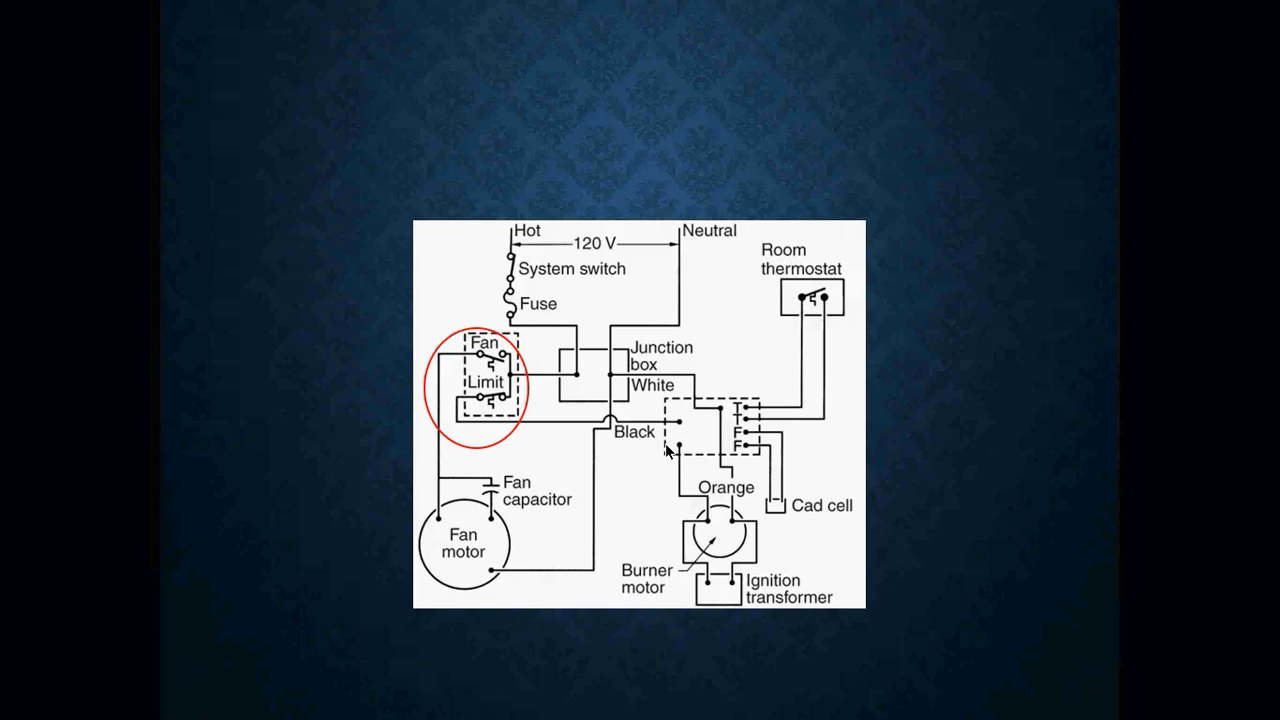 Hot
Neutral
120 V
System switch
Room
thermostat
Fuse
Fan
Junction
box
Limit
White
T
T
Black
F
F
Fan
capacitor
Orange
Cad cell
Fan
motor
Burner
motor
Ignition
transformer